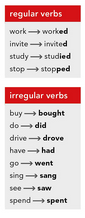 regular verbs
work → worked
invite → invited
study → studied
stop → stopped
irregular verbs
buy → bought
do → did
drive → drove
have → had
go → went
sing → sang
see → saw
spend → spent